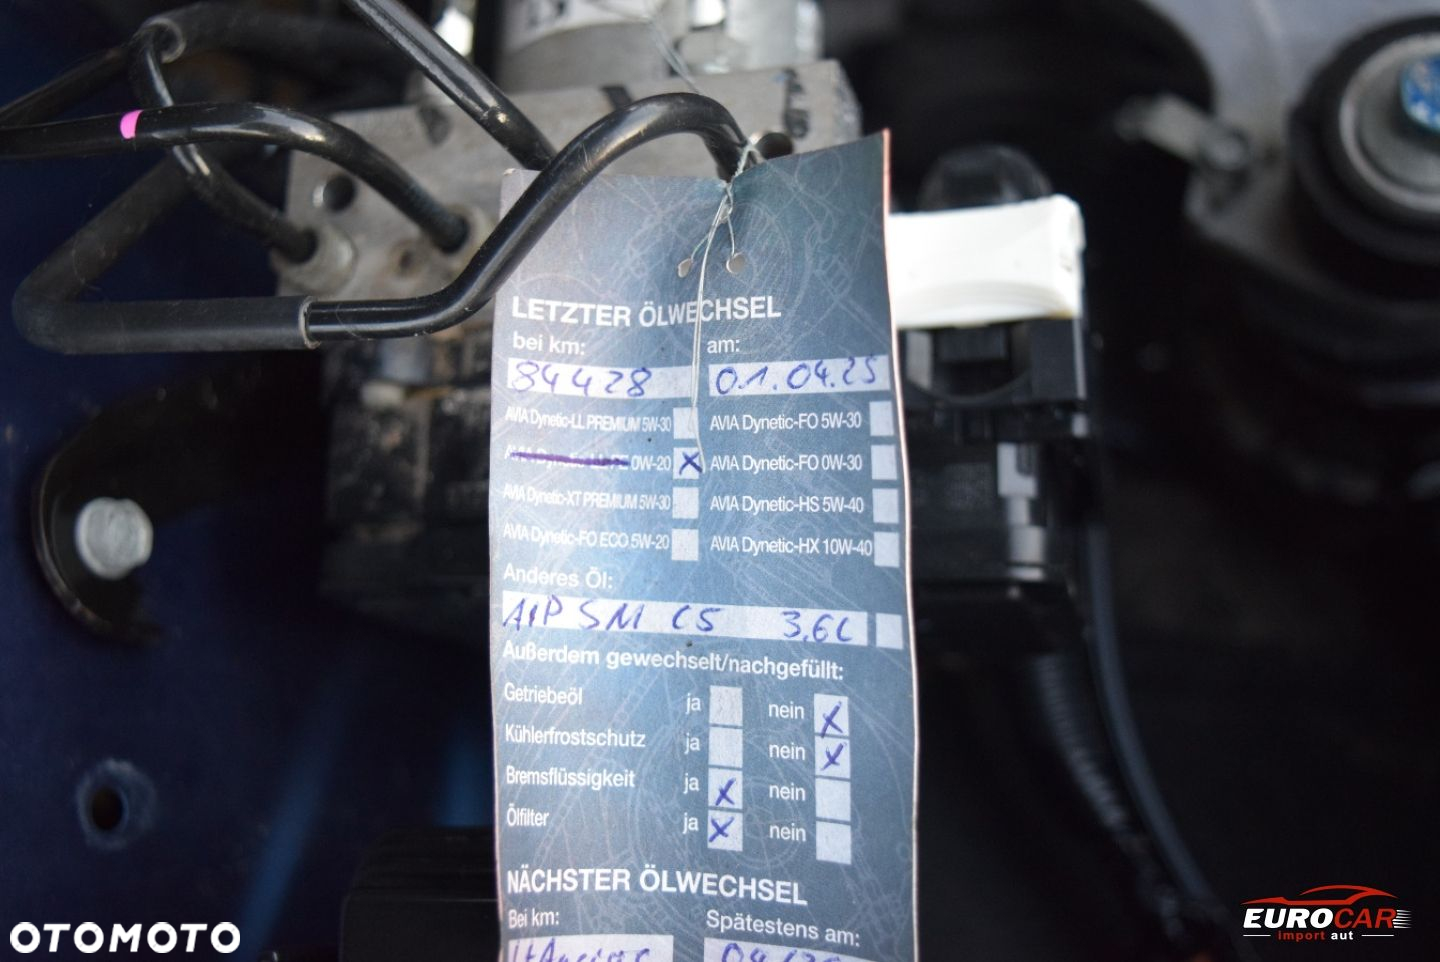 LETZTER ÖLWECHSEL
bei km: am:
84428 01.04.25
AVIA Dynetic-LL PREMIUM 5W-30 AVIA Dynetic-FO 5W-30
0W-20 X AVIA Dynetic-FO 0W-30
AVIA Dynetic-XT PREMIUM 5W-30 AVIA Dynetic-HS 5W-40
AVIA Dynetic-FO ECO 5W-20 AVIA Dynetic-HX 10W-40
Anderes Öl:
SM C5 3,6L
Außerdem gewechselt/nachgefüllt:
Getriebeöl ja nein X
Kühlerfrostschutz ja nein X
Bremsflüssigkeit ja X nein
Ölfilter ja X nein
NÄCHSTER ÖLWECHSEL
Bei km: Spätestens am:
OTOMOTO
EUROCAR
import aut